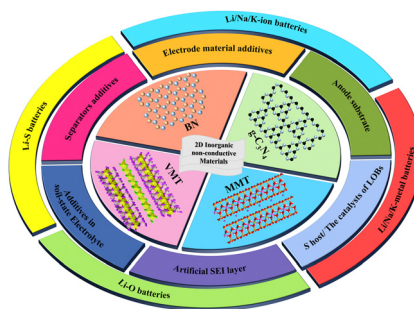 Li/Na/K-ion batteries
Electrode material additives
Li-S batteries
Separators additives
BN
g-C₃N₄
Anode substrate
2D Inorganic
non-conductive
Materials
VMT
MMT
Li/Na/K-metal batteries
Additives in
-state Electrolyte
S host/ The catalysts of LOBs
Artificial SEI layer
Li-O batteries